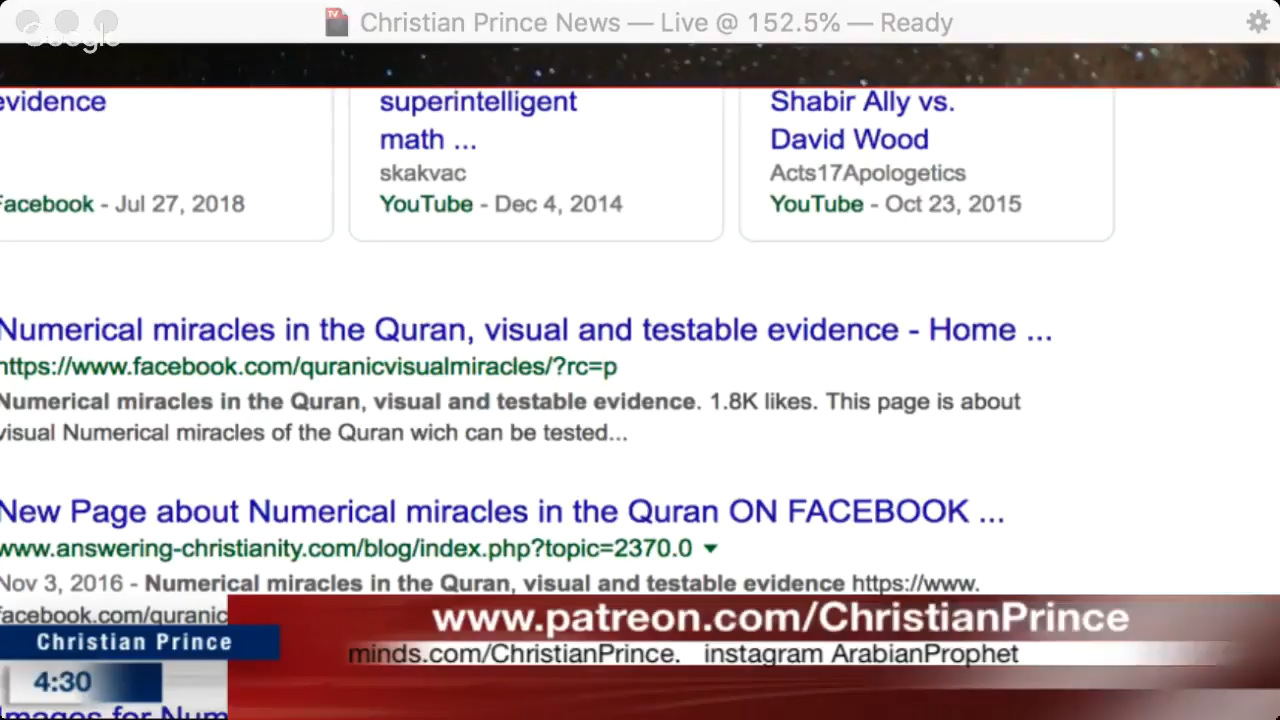 Christian Prince News — Live @ 152.5% — Ready
Google
TV
evidence
Facebook - Jul 27, 2018
superintelligent
math ...
skakvac
YouTube - Dec 4, 2014
Shabir Ally vs.
David Wood
Acts17Apologetics
YouTube - Oct 23, 2015
Numerical miracles in the Quran, visual and testable evidence - Home ...
https://www.facebook.com/quranicvisualmiracles/?rc=p
Numerical miracles in the Quran, visual and testable evidence. 1.8K likes. This page is about
visual Numerical miracles of the Quran wich can be tested...
New Page about Numerical miracles in the Quran ON FACEBOOK ...
www.answering-christianity.com/blog/index.php?topic=2370.0
Nov 3, 2016 - Numerical miracles in the Quran, visual and testable evidence https://www.
facebook.com/quranic
www.patreon.com/ChristianPrince
Christian Prince
minds.com/ChristianPrince. instagram ArabianProphet
4:30
Images for Num